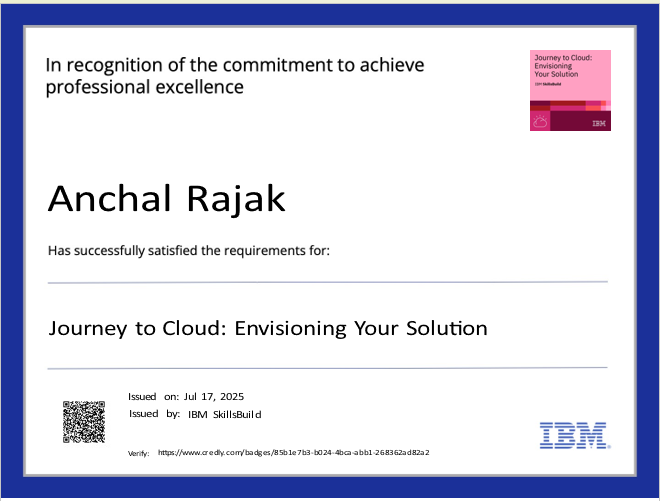 In recognition of the commitment to achieve
professional excellence
Journey to Cloud:
Envisioning
Your Solution
IBM SkillsBuild
IBM
Anchal Rajak
Has successfully satisfied the requirements for:
Journey to Cloud: Envisioning Your Solution
Issued on: Jul 17, 2025
Issued by: IBM SkillsBuild
Verify: https://www.credly.com/badges/85b1e7b3-b024-4bca-abb1-268362ad82a2
IBM